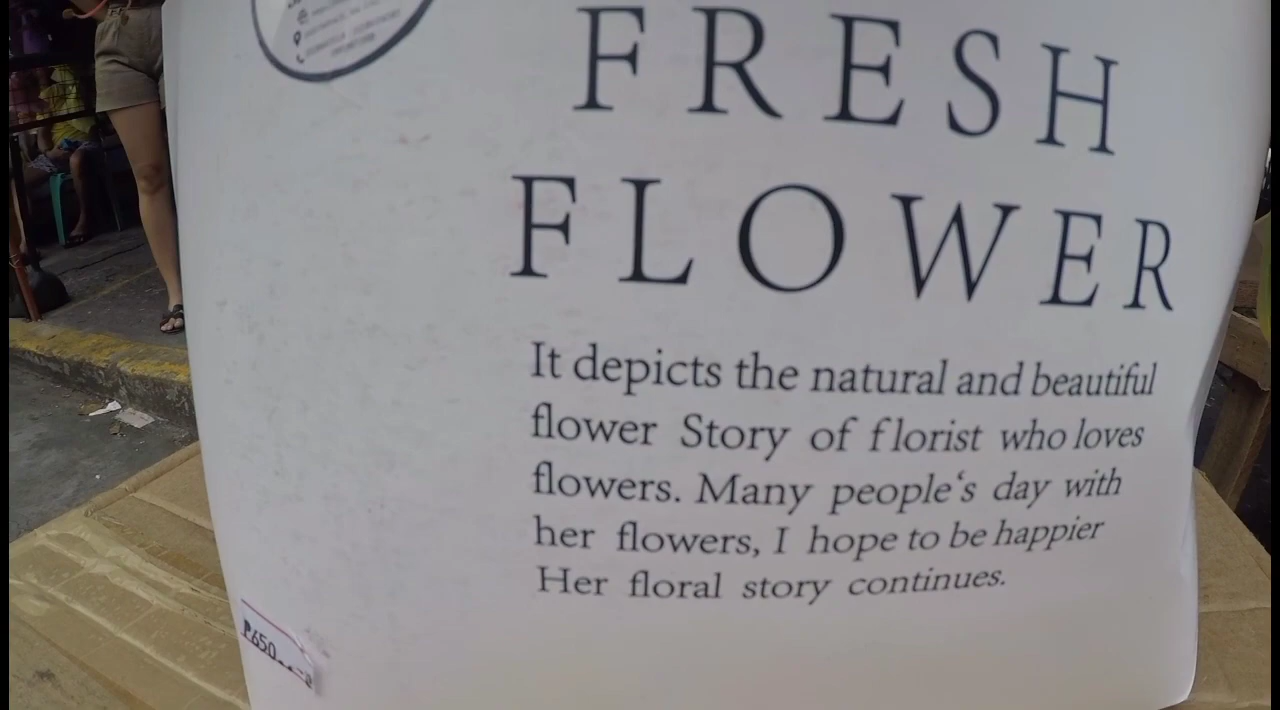 FRESH
FLOWER
It depicts the natural and beautiful
flower Story of florist who loves
flowers. Many people‘s day with
her flowers, I hope to be happier
Her floral story continues.
₱650